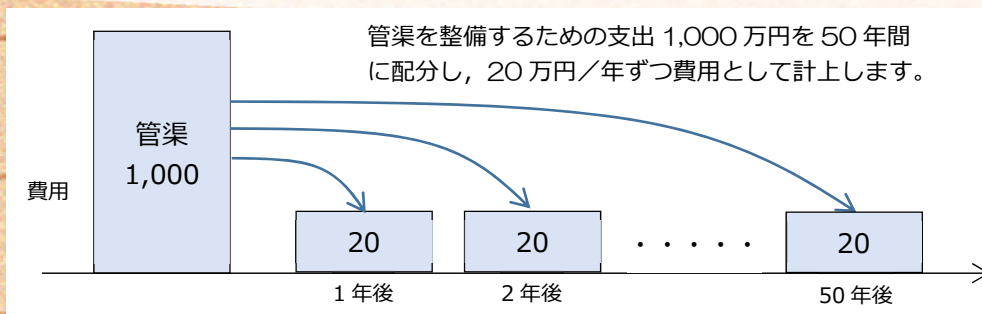 管渠を整備するための支出 1,000 万円を 50 年間
に配分し，20 万円／年ずつ費用として計上します。
管渠
1,000
費用
20
20
・・・・・
20
1 年後
2 年後
50 年後